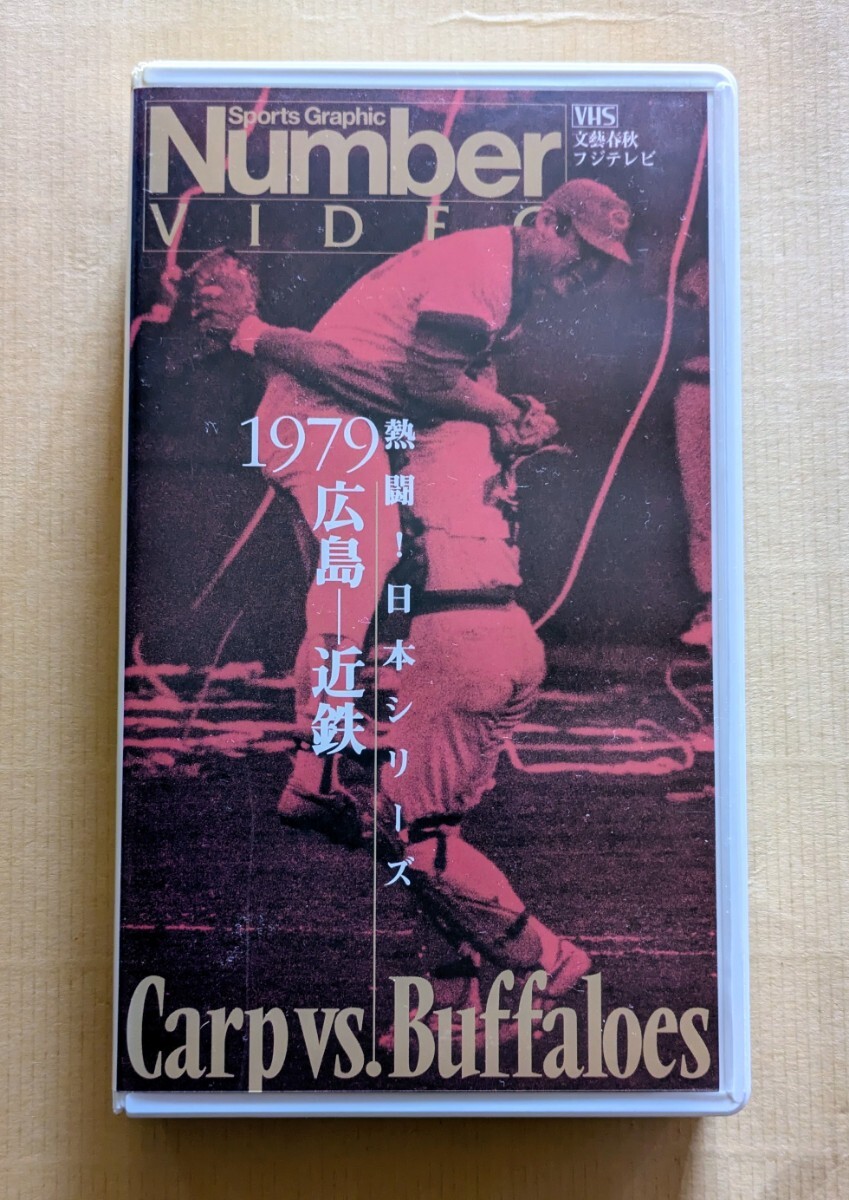 Sports Graphic
Number
VIDEO
VHS
文藝春秋
フジテレビ
熱闘!日本シリーズ
1979
広島—近鉄
Carp vs. Buffaloes